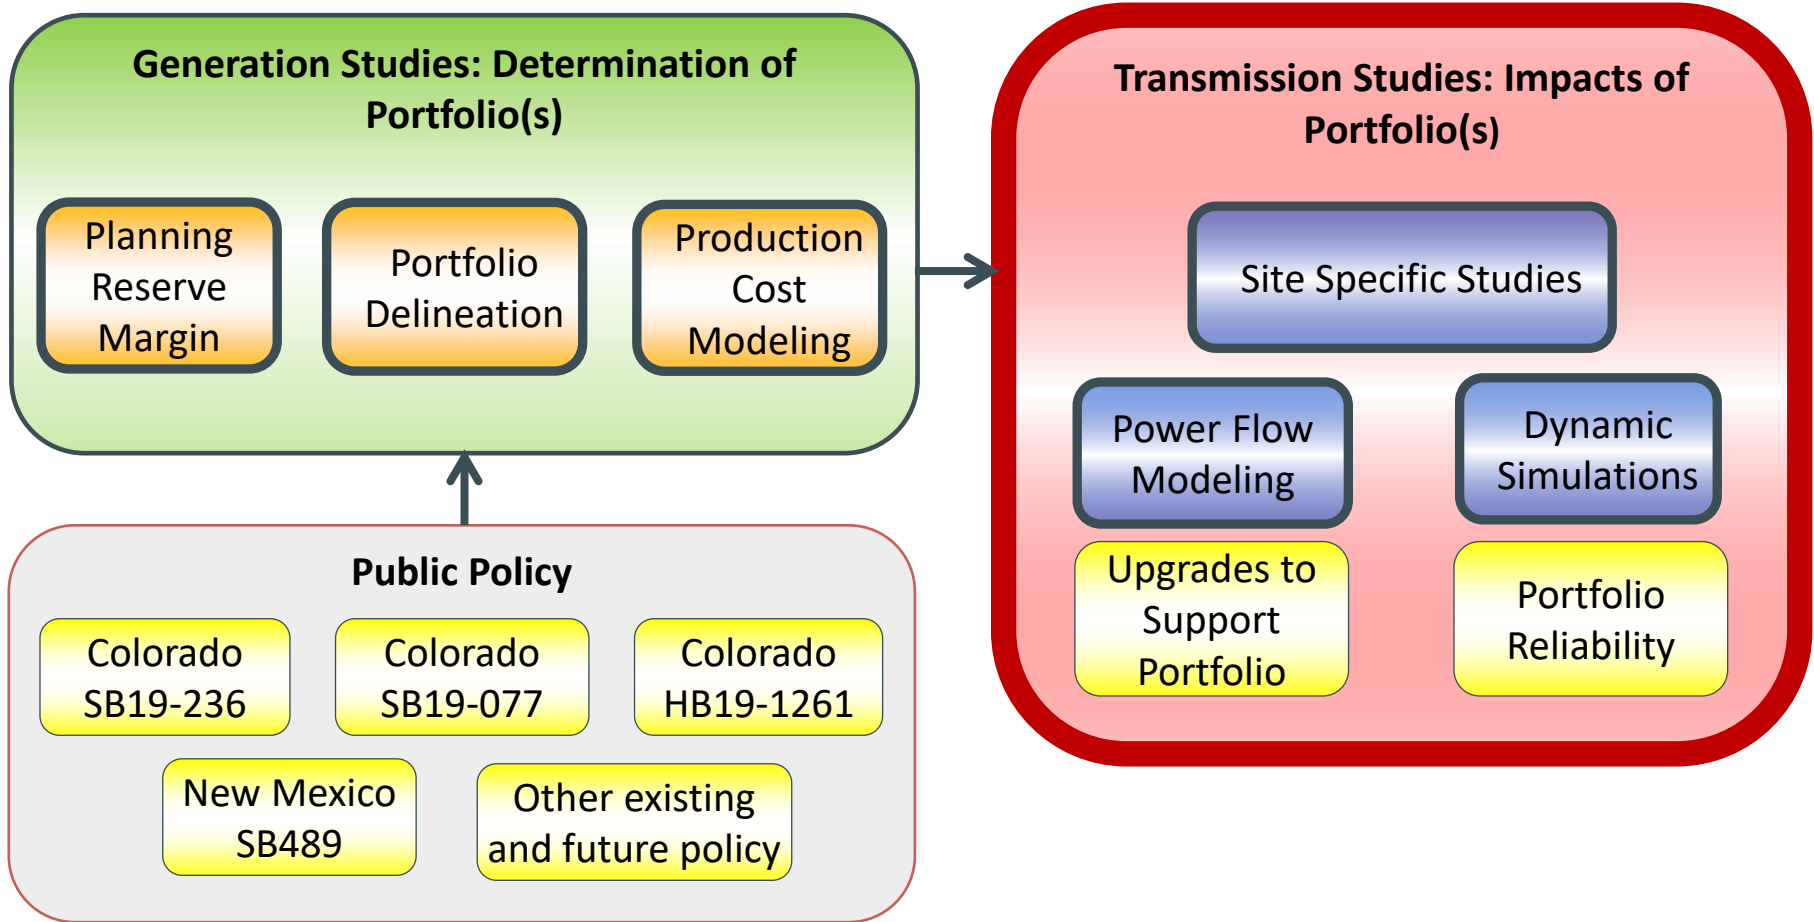 Generation Studies: Determination of
Portfolio(s)
Planning
Reserve
Margin
Portfolio
Delineation
Production
Cost
Modeling
Transmission Studies: Impacts of
Portfolio(s)
Site Specific Studies
Power Flow
Modeling
Dynamic
Simulations
Upgrades to
Support
Portfolio
Portfolio
Reliability
Public Policy
Colorado
SB19-236
Colorado
SB19-077
Colorado
HB19-1261
New Mexico
SB489
Other existing
and future policy